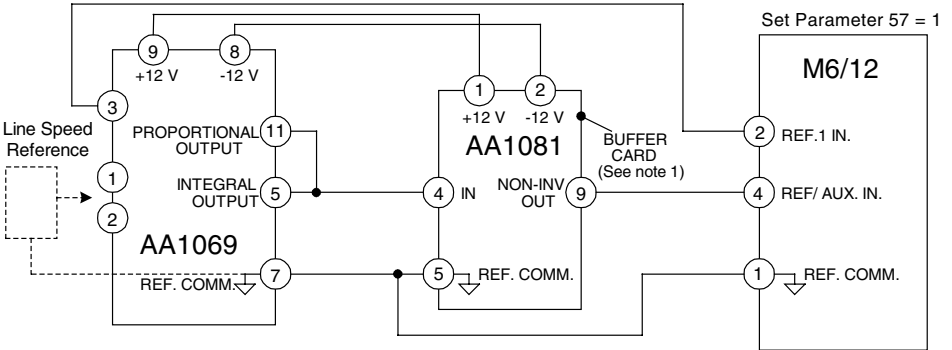 Set Parameter 57 = 1
9
8
+12 V
-12 V
1
2
+12 V
-12 V
M6/12
3
Line Speed
Reference
PROPORTIONAL
OUTPUT
11
AA1081
BUFFER
CARD
(See note 1)
2
REF.1 IN.
1
INTEGRAL
OUTPUT
5
4
IN
NON-INV
OUT
9
4
REF/ AUX. IN.
2
AA1069
REF. COMM.
7
5
REF. COMM.
1
REF. COMM.